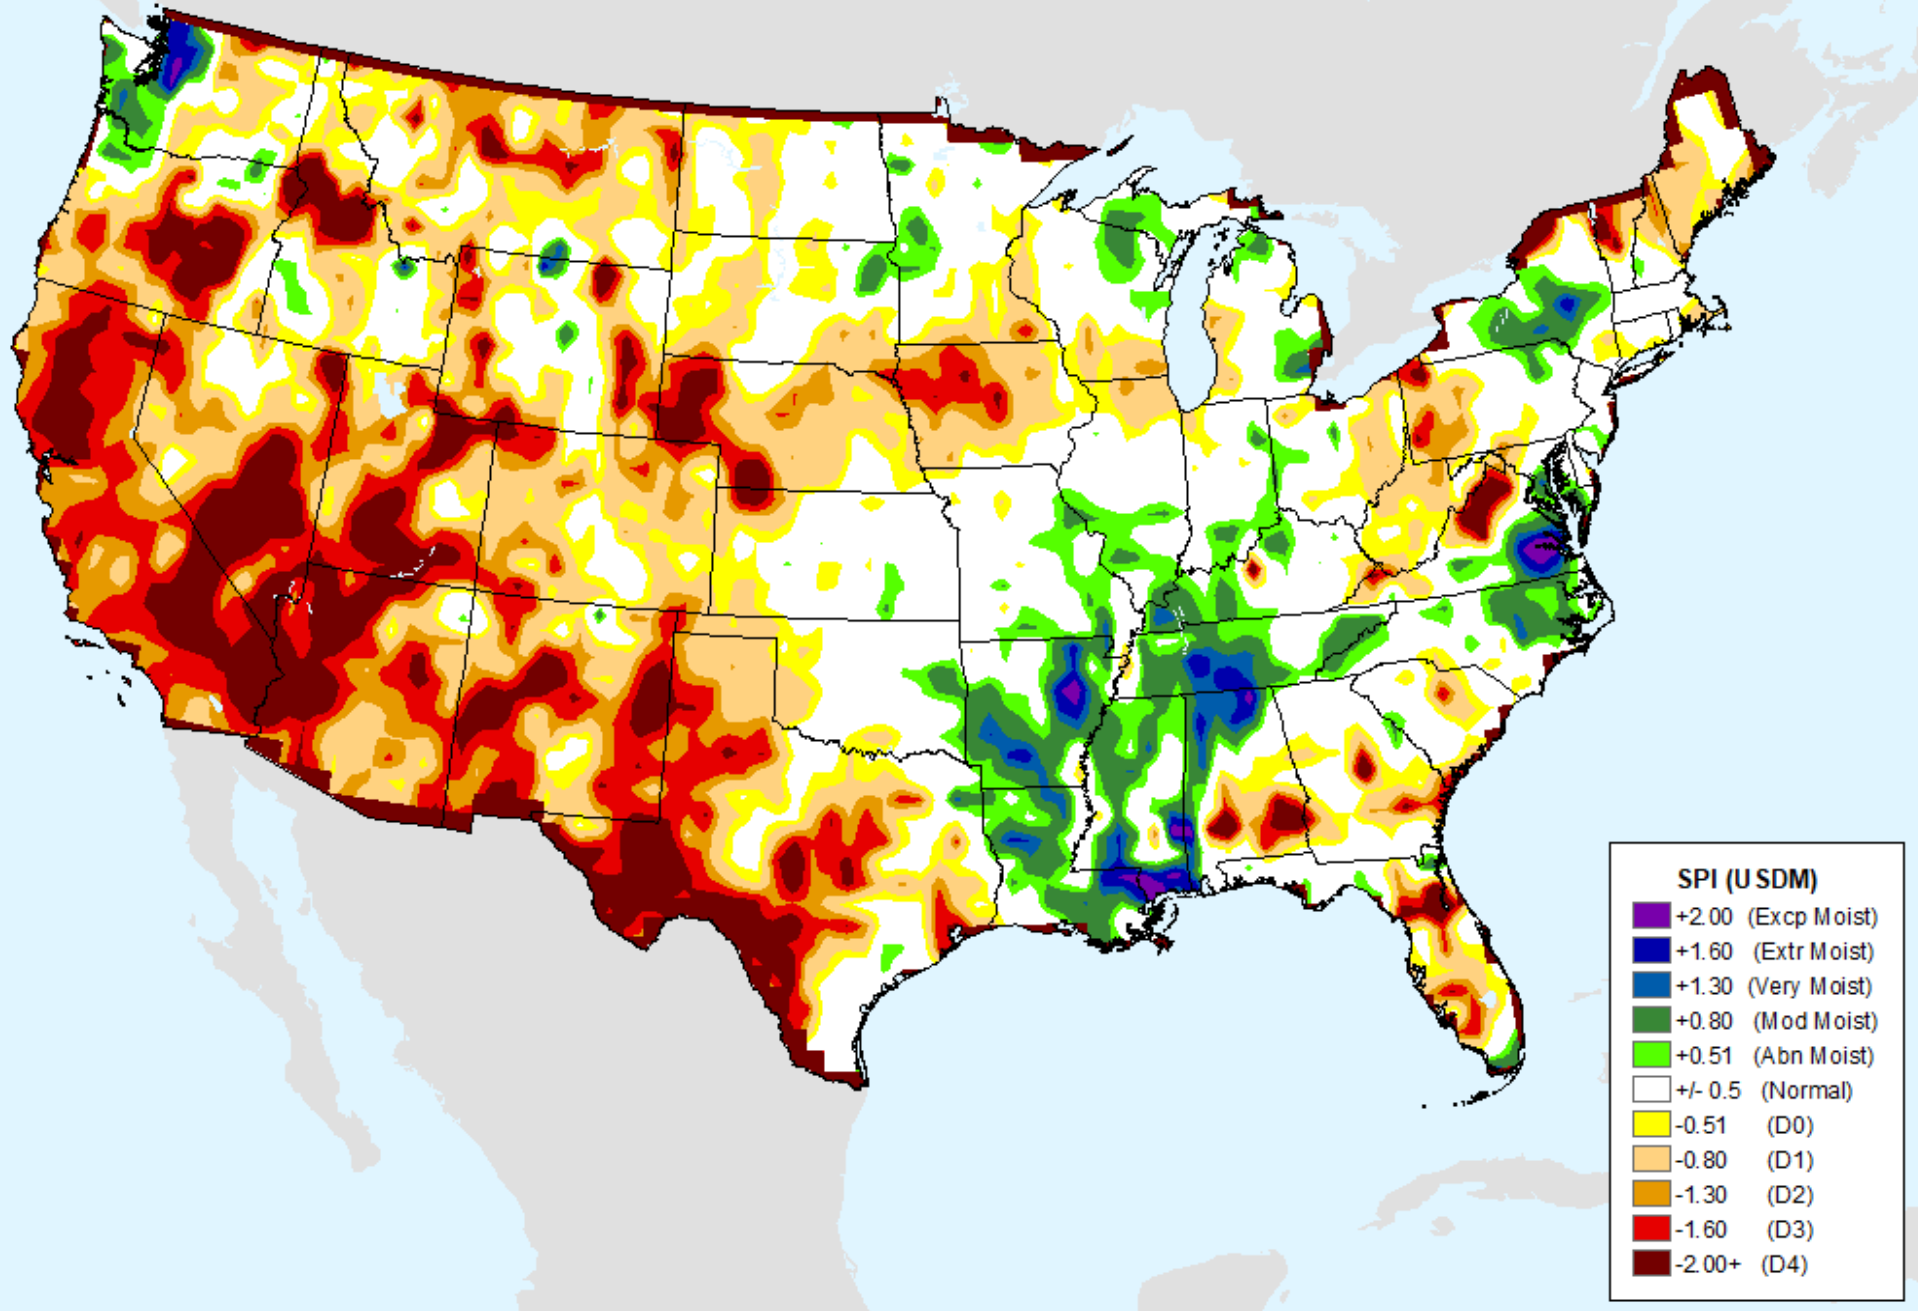 SPI (USDM)
+2.00 (Excp Moist)
+1.60 (Extr Moist)
+1.30 (Very Moist)
+0.80 (Mod Moist)
+0.51 (Abn Moist)
+/- 0.5 (Normal)
-0.51 (D0)
-0.80 (D1)
-1.30 (D2)
-1.60 (D3)
-2.00+ (D4)